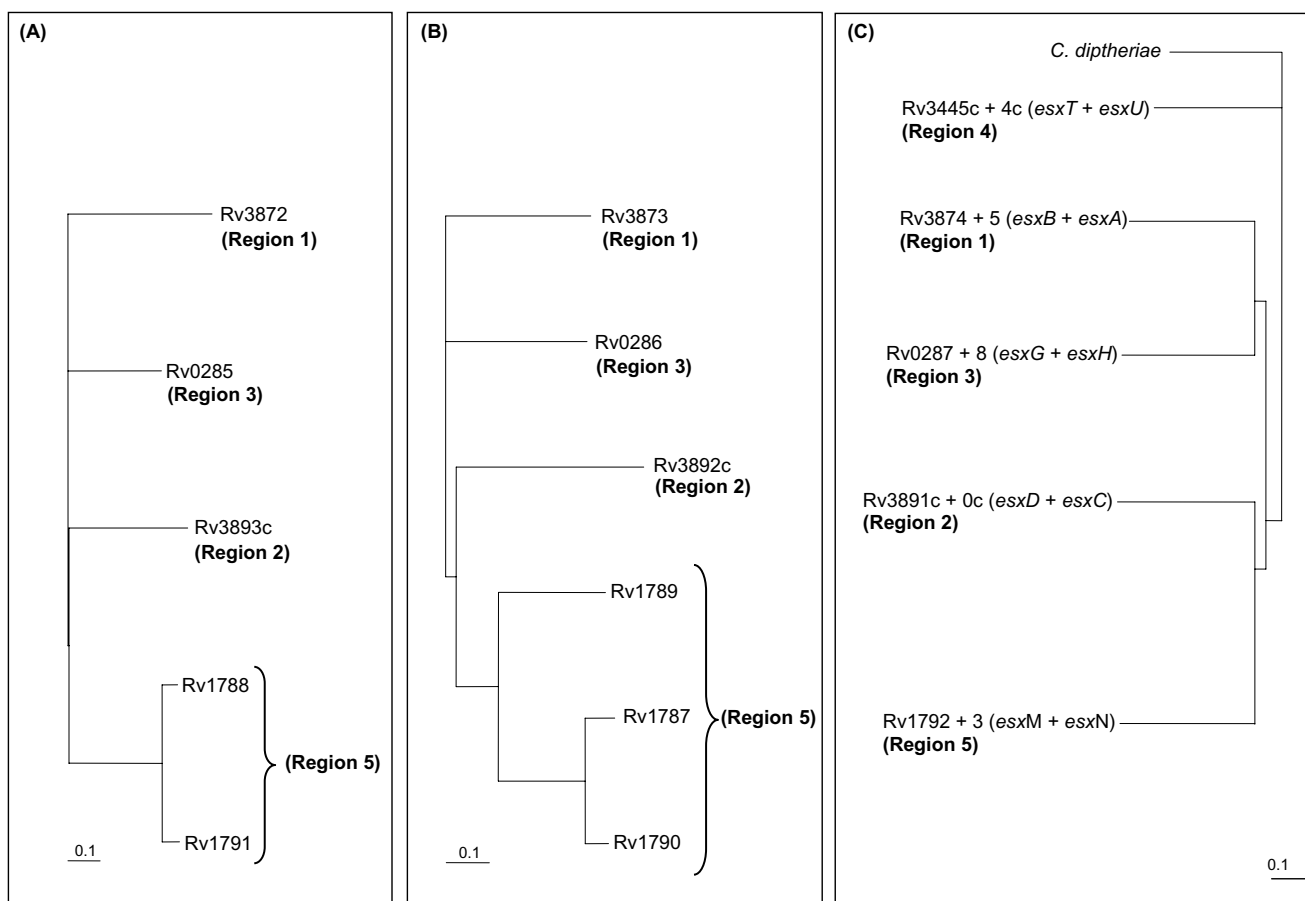 (A)
Rv3872
(Region 1)
Rv0285
(Region 3)
Rv3893c
(Region 2)
Rv1788
(Region 5)
Rv1791
0.1
(B)
Rv3873
(Region 1)
Rv0286
(Region 3)
Rv3892c
(Region 2)
Rv1789
Rv1787
(Region 5)
Rv1790
0.1
(C)
C. diptheriae
Rv3445c + 4c (esxT + esxU)
(Region 4)
Rv3874 + 5 (esxB + esxA)
(Region 1)
Rv0287 + 8 (esxG + esxH)
(Region 3)
Rv3891c + 0c (esxD + esxC)
(Region 2)
Rv1792 + 3 (esxM + esxN)
(Region 5)
0.1